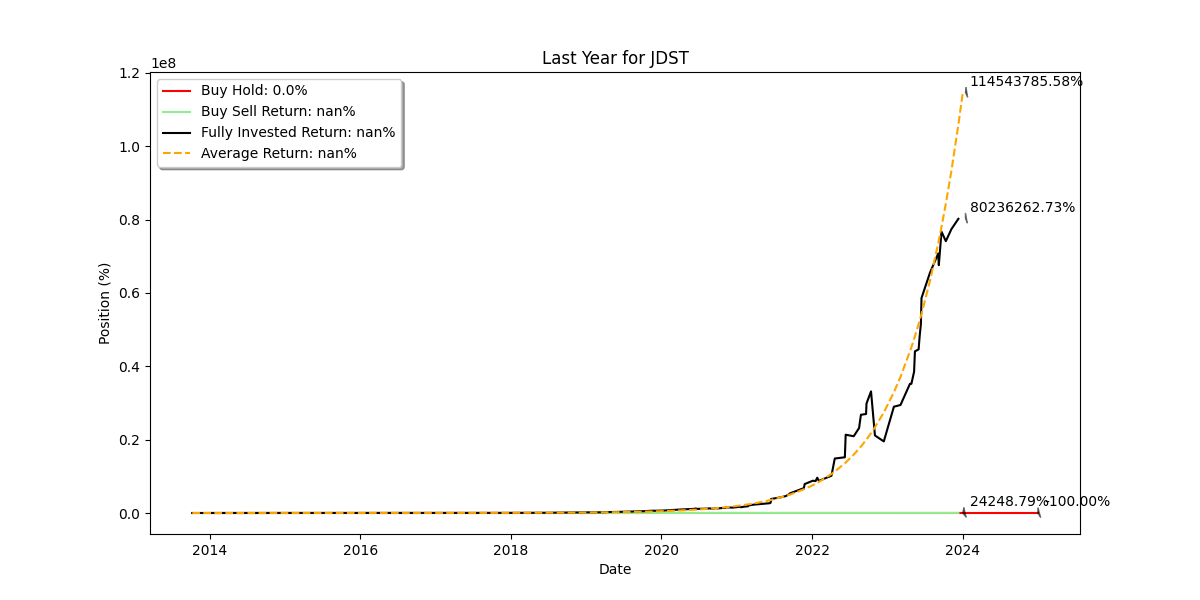 Last Year for JDST
1e8
1.2
1.0
0.8
0.6
0.4
0.2
0.0
Position (%)
Buy Hold: 0.0%
Buy Sell Return: nan%
Fully Invested Return: nan%
Average Return: nan%
114543785.58%
80236262.73%
24248.79%
-100.00%
2014
2016
2018
2020
2022
2024
Date